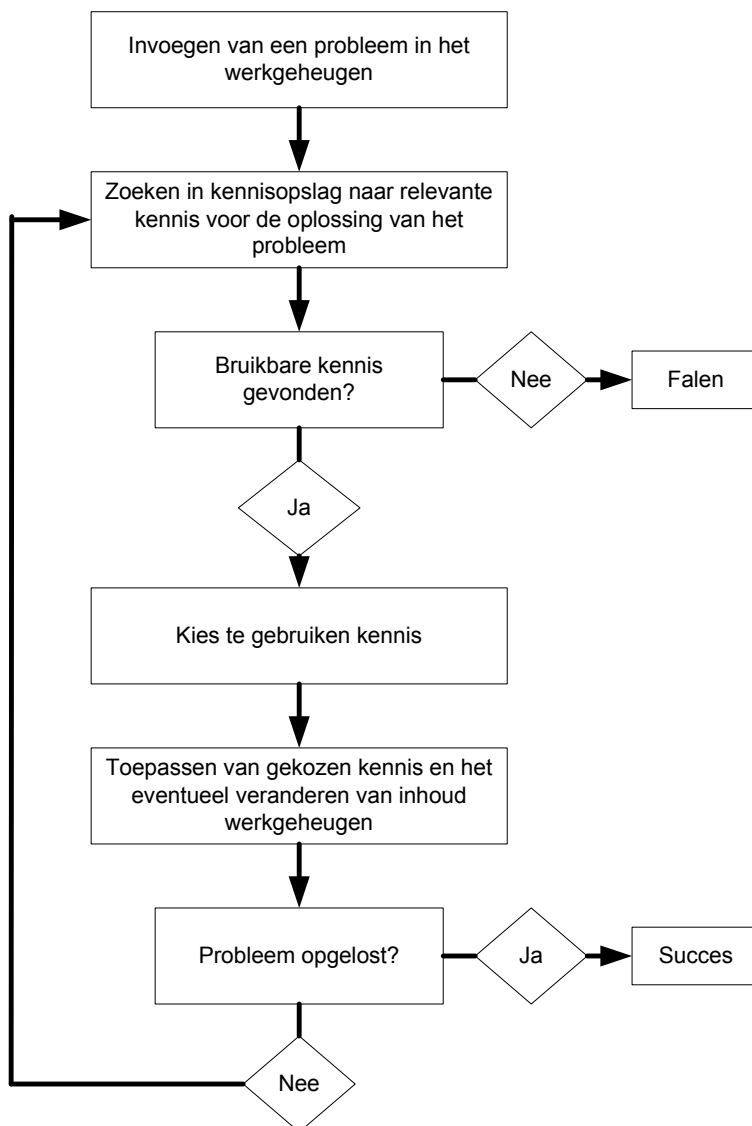 Invoegen van een probleem in het
werkgeheugen
Zoeken in kennisopslag naar relevante
kennis voor de oplossing van het
probleem
Bruikbare kennis
gevonden?
Nee
Falen
Ja
Kies te gebruiken kennis
Toepassen van gekozen kennis en het
eventueel veranderen van inhoud
werkgeheugen
Probleem opgelost?
Ja
Succes
Nee